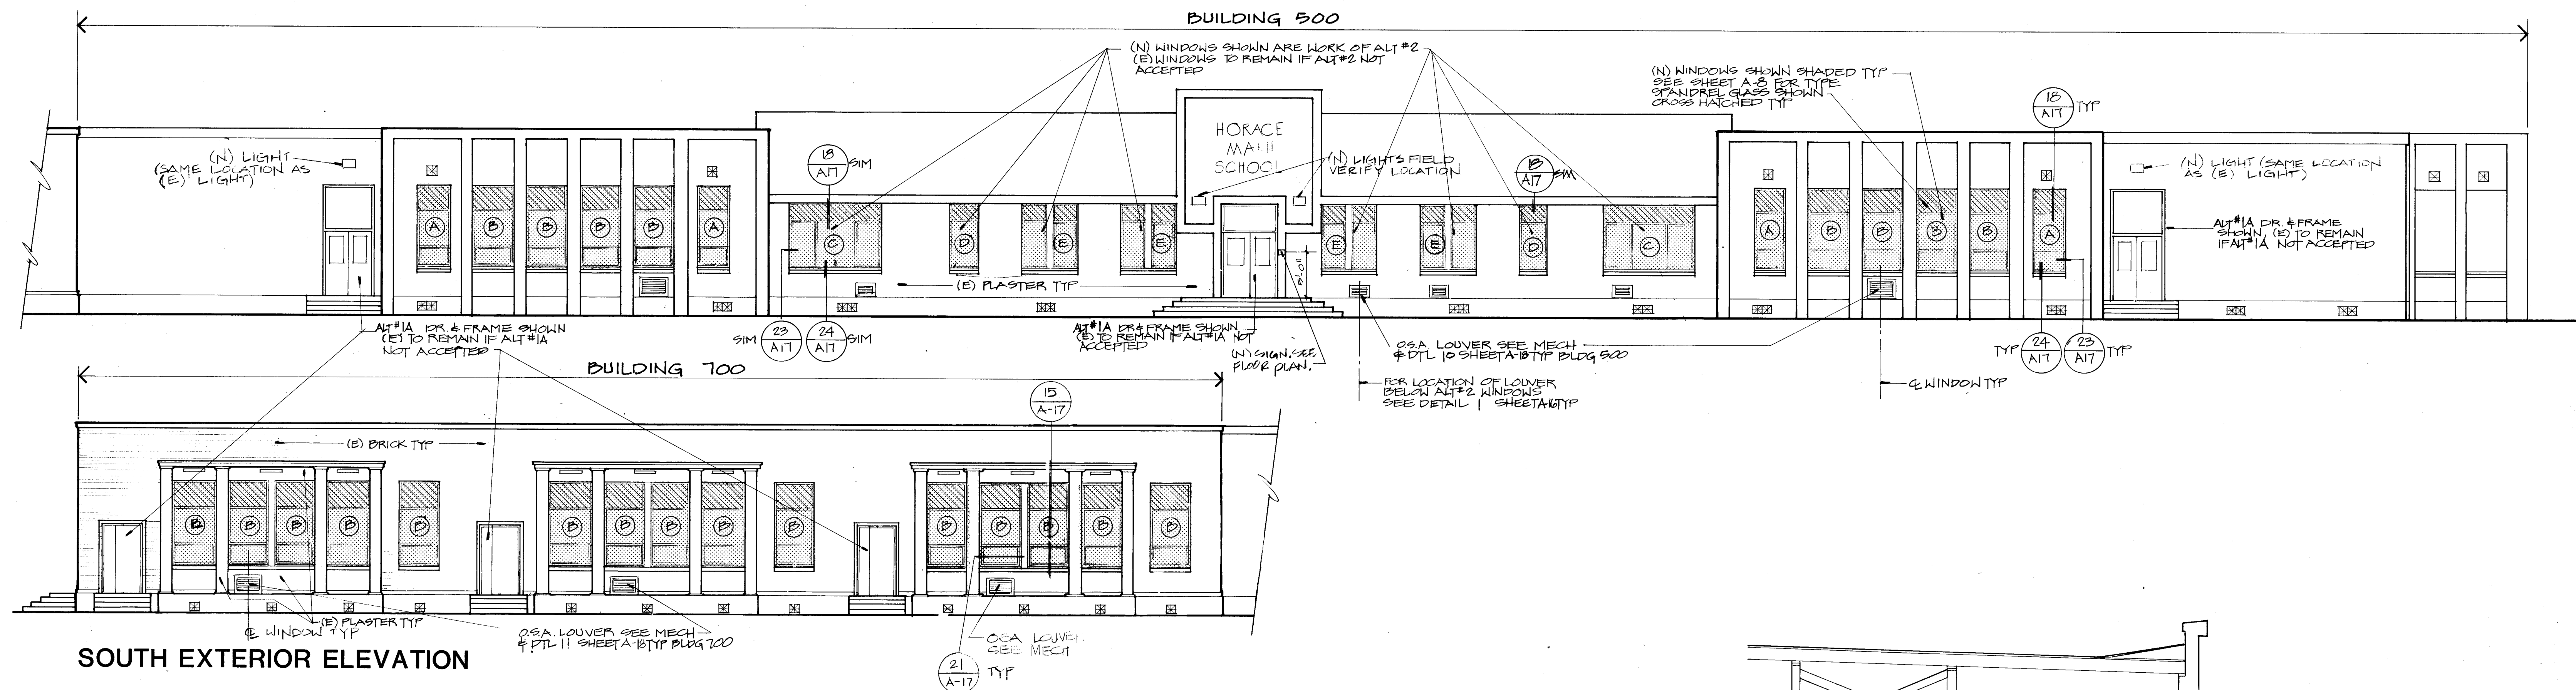 BUILDING 500
(N) WINDOWS SHOWN ARE WORK OF ALT #2
(E) WINDOWS TO REMAIN IF ALT #2 NOT
ACCEPTED
(N) WINDOWS SHOWN SHADED TYP
SEE SHEET A-8 FOR TYPE
SPANDREL GLASS SHOWN
CROSS HATCHED TYP
18
A17
TYP
(N) LIGHT
(SAME LOCATION AS
(E) LIGHT)
18
A17
SIM
HORACE
SCHOOL
(N) LIGHTS FIELD
VERIFY LOCATION
18
A17
SIM
(N) LIGHT (SAME LOCATION
AS (E) LIGHT)
ALT #1A DR. & FRAME
SHOWN, (E) TO REMAIN
IF ALT #1A NOT ACCEPTED
A B B B B A
C D E E
E E D C
A B B B B A
(E) PLASTER TYP
ALT #1A DR. & FRAME SHOWN
(E) TO REMAIN IF ALT #1A
NOT ACCEPTED
SIM
23
A17
24
A17
SIM
ALT #1A DR & FRAME SHOWN
(E) TO REMAIN IF ALT #1A NOT
ACCEPTED
(N) SIGN. SEE
FLOOR PLAN.
O.S.A. LOUVER SEE MECH
& DTL 10 SHEET A-18 TYP BLDG 500
FOR LOCATION OF LOUVER
BELOW ALT #2 WINDOWS
SEE DETAIL 1 SHEET A16 TYP
℄ WINDOW TYP
TYP
24
A17
23
A17
TYP
BUILDING 700
15
A-17
(E) BRICK TYP
B B B B B
B B B B B
B B B B B
(E) PLASTER TYP
℄ WINDOW TYP
O.S.A. LOUVER SEE MECH
& DTL 11 SHEET A-18 TYP BLDG 700
OSA LOUVER
SEE MECH
21
A-17
TYP
SOUTH EXTERIOR ELEVATION